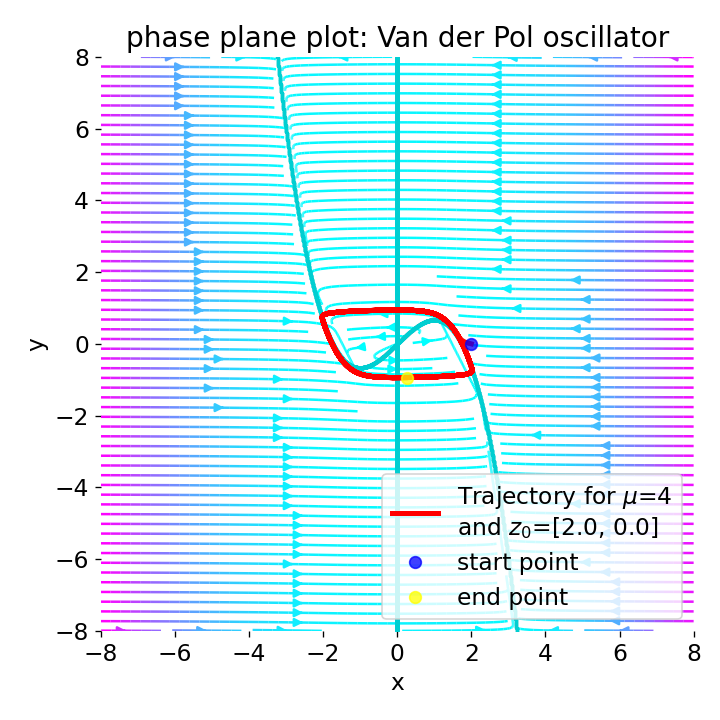 phase plane plot: Van der Pol oscillator
8
6
4
2
0
−2
−4
−6
−8
y
Trajectory for μ=4
and z0=[2.0, 0.0]
start point
end point
−8 −6 −4 −2 0 2 4 6 8
x